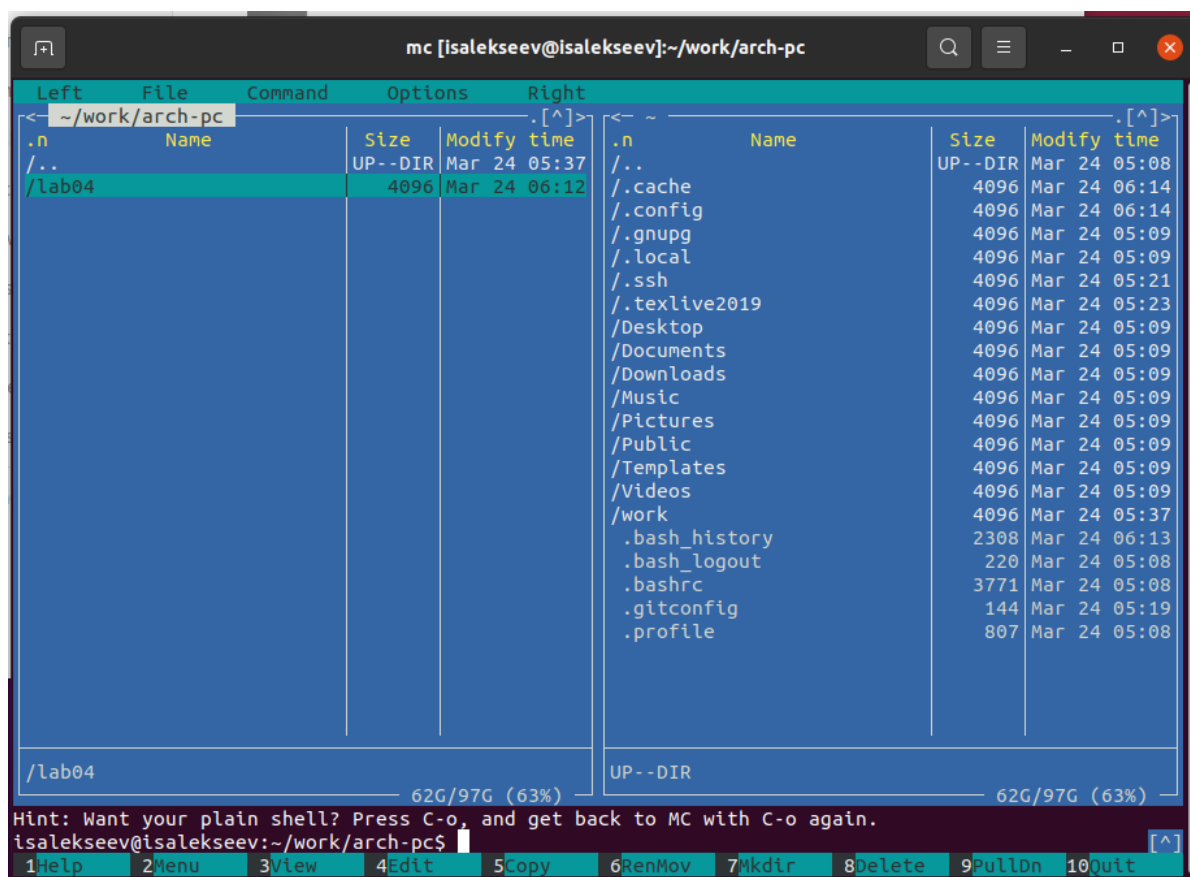 mc [isalekseev@isalekseev]:~/work/arch-pc
Left File Command Options Right
<─ ~/work/arch-pc ─.[^]>
.n Name Size Modify time
/.. UP--DIR Mar 24 05:37
/lab04 4096 Mar 24 06:12
/lab04
62G/97G (63%)
<─ ~ ─.[^]>
.n Name Size Modify time
/.. UP--DIR Mar 24 05:08
/.cache 4096 Mar 24 06:14
/.config 4096 Mar 24 06:14
/.gnupg 4096 Mar 24 05:09
/.local 4096 Mar 24 05:09
/.ssh 4096 Mar 24 05:21
/.texlive2019 4096 Mar 24 05:23
/Desktop 4096 Mar 24 05:09
/Documents 4096 Mar 24 05:09
/Downloads 4096 Mar 24 05:09
/Music 4096 Mar 24 05:09
/Pictures 4096 Mar 24 05:09
/Public 4096 Mar 24 05:09
/Templates 4096 Mar 24 05:09
/Videos 4096 Mar 24 05:09
/work 4096 Mar 24 05:37
.bash_history 2308 Mar 24 06:13
.bash_logout 220 Mar 24 05:08
.bashrc 3771 Mar 24 05:08
.gitconfig 144 Mar 24 05:19
.profile 807 Mar 24 05:08
UP--DIR
62G/97G (63%)
Hint: Want your plain shell? Press C-o, and get back to MC with C-o again.
isalekseev@isalekseev:~/work/arch-pc$ [^]
1Help 2Menu 3View 4Edit 5Copy 6RenMov 7Mkdir 8Delete 9PullDn 10Quit